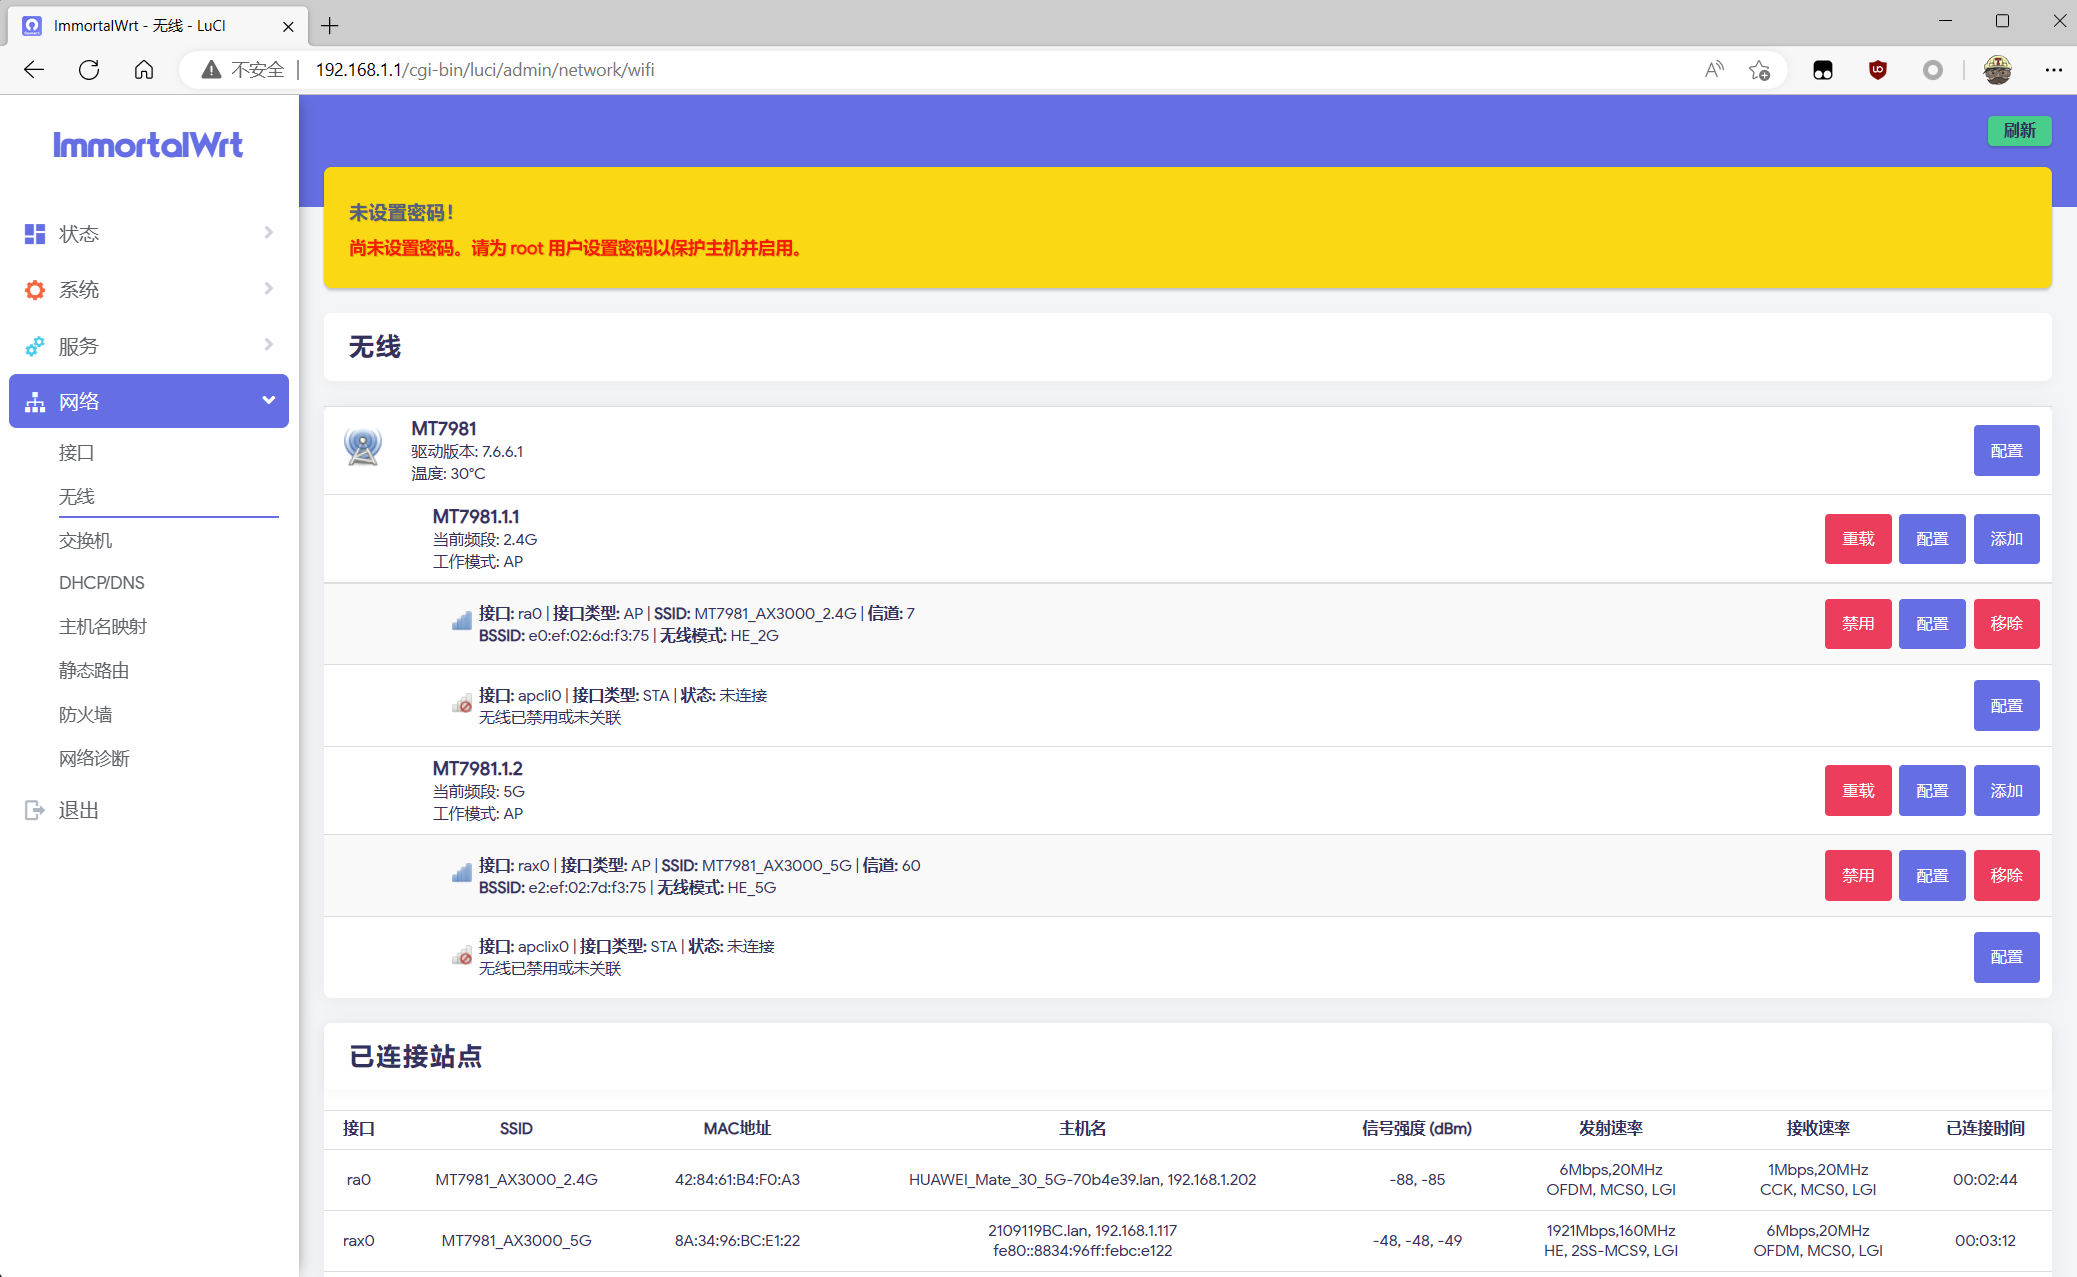 ImmortalWrt - 无线 - LuCI
不安全 | 192.168.1.1/cgi-bin/luci/admin/network/wifi
ImmortalWrt
刷新
未设置密码！
尚未设置密码。请为 root 用户设置密码以保护主机并启用。
状态
系统
服务
网络
接口
无线
交换机
DHCP/DNS
主机名映射
静态路由
防火墙
网络诊断
退出
无线
MT7981
驱动版本: 7.6.6.1
温度: 30°C
配置
MT7981.1.1
当前频段: 2.4G
工作模式: AP
重载 配置 添加
接口: ra0 | 接口类型: AP | SSID: MT7981_AX3000_2.4G | 信道: 7
BSSID: e0:ef:02:6d:f3:75 | 无线模式: HE_2G
禁用 配置 移除
接口: apcli0 | 接口类型: STA | 状态: 未连接
无线已禁用或未关联
配置
MT7981.1.2
当前频段: 5G
工作模式: AP
重载 配置 添加
接口: rax0 | 接口类型: AP | SSID: MT7981_AX3000_5G | 信道: 60
BSSID: e2:ef:02:7d:f3:75 | 无线模式: HE_5G
禁用 配置 移除
接口: apclix0 | 接口类型: STA | 状态: 未连接
无线已禁用或未关联
配置
已连接站点
接口 SSID MAC地址 主机名 信号强度 (dBm) 发射速率 接收速率 已连接时间
ra0 MT7981_AX3000_2.4G 42:84:61:B4:F0:A3 HUAWEI_Mate_30_5G-70b4e39.lan, 192.168.1.202 -88, -85 6Mbps,20MHz 1Mbps,20MHz 00:02:44
OFDM, MCS0, LGI CCK, MCS0, LGI
rax0 MT7981_AX3000_5G 8A:34:96:BC:E1:22 2109119BC.lan, 192.168.1.117 -48, -48, -49 1921Mbps,160MHz 6Mbps,20MHz 00:03:12
fe80::8834:96ff:febc:e122 HE, 2SS-MCS9, LGI OFDM, MCS0, LGI